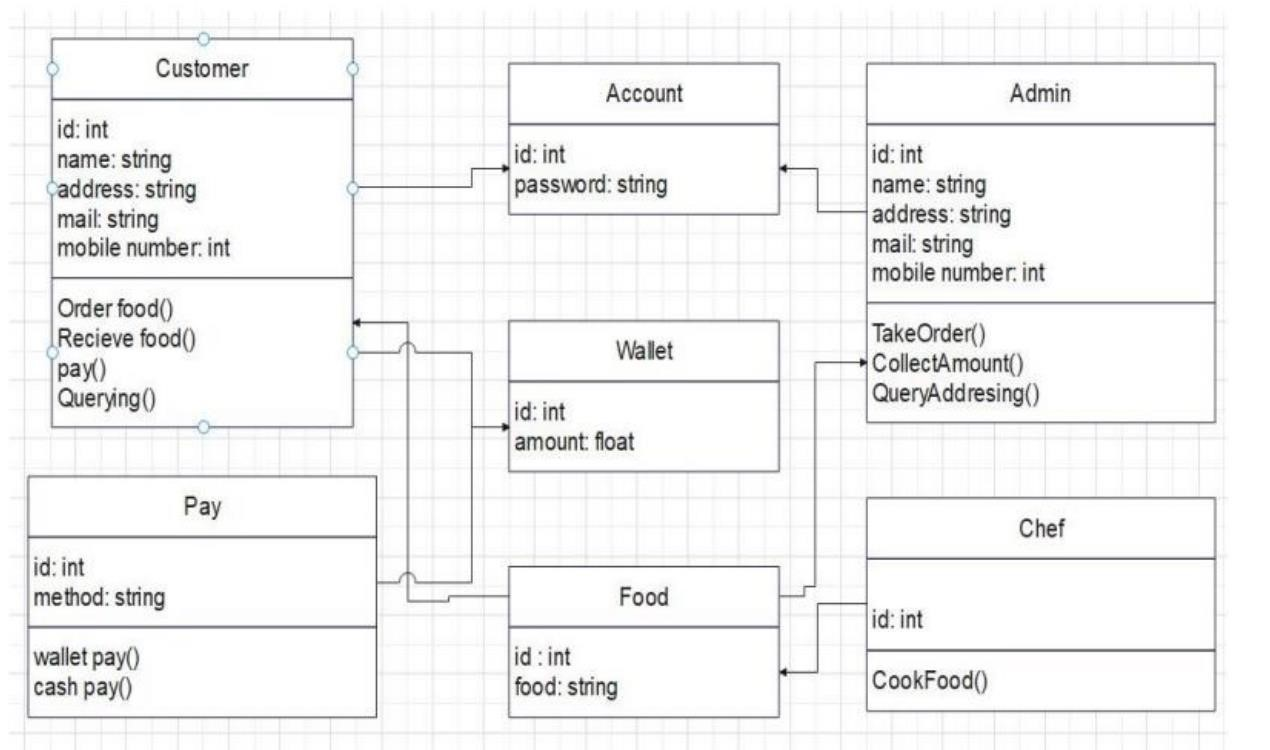 Customer
id: int
name: string
address: string
mail: string
mobile number: int
Order food()
Recieve food()
pay()
Querying()
Account
id: int
password: string
Admin
id: int
name: string
address: string
mail: string
mobile number: int
TakeOrder()
CollectAmount()
QueryAddresing()
Wallet
id: int
amount: float
Pay
id: int
method: string
wallet pay()
cash pay()
Food
id : int
food: string
Chef
id: int
CookFood()